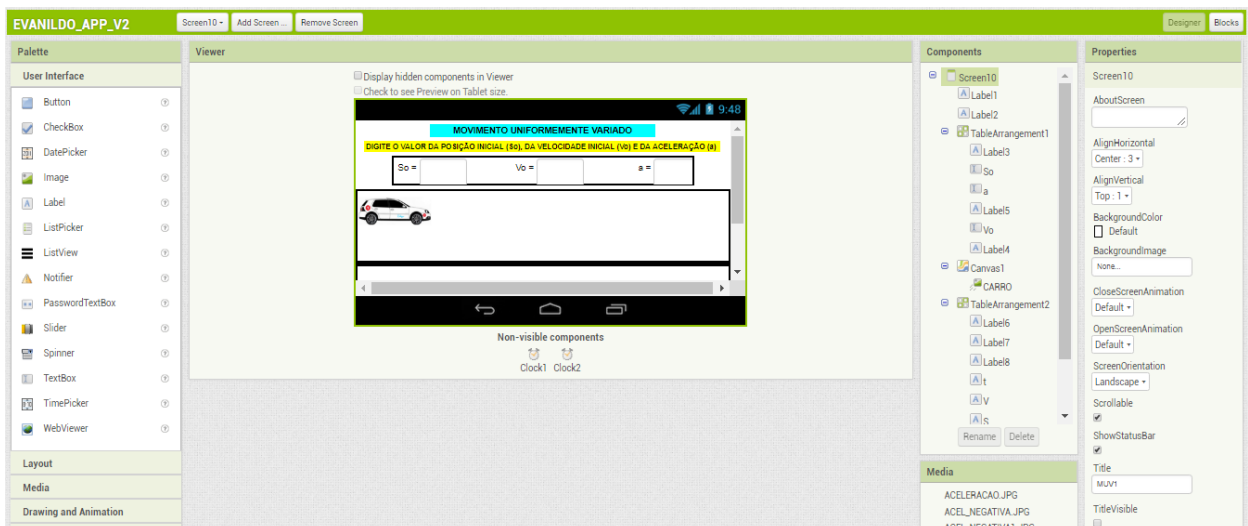 EVANILDO_APP_V2
Screen10
Add Screen ...
Remove Screen
Designer
Blocks
Palette
User Interface
Button
CheckBox
DatePicker
Image
Label
ListPicker
ListView
Notifier
PasswordTextBox
Slider
Spinner
TextBox
TimePicker
WebViewer
Layout
Media
Drawing and Animation
Viewer
Display hidden components in Viewer
Check to see Preview on Tablet size.
9:48
MOVIMENTO UNIFORMEMENTE VARIADO
DIGITE O VALOR DA POSIÇÃO INICIAL (So), DA VELOCIDADE INICIAL (Vo) E DA ACELERAÇÃO (a)
So = Vo = a =
Non-visible components
Clock1 Clock2
Components
Screen10
Label1
Label2
TableArrangement1
Label3
So
a
Label5
Vo
Label4
Canvas1
CARRO
TableArrangement2
Label6
Label7
Label8
t
V
S
Rename Delete
Media
ACELERACAO.JPG
ACEL_NEGATIVA.JPG
ACEL_NEGATIVA1.JPG
Properties
Screen10
AboutScreen
AlignHorizontal
Center : 3
AlignVertical
Top : 1
BackgroundColor
Default
BackgroundImage
None...
CloseScreenAnimation
Default
OpenScreenAnimation
Default
ScreenOrientation
Landscape
Scrollable
ShowStatusBar
Title
MUV1
TitleVisible